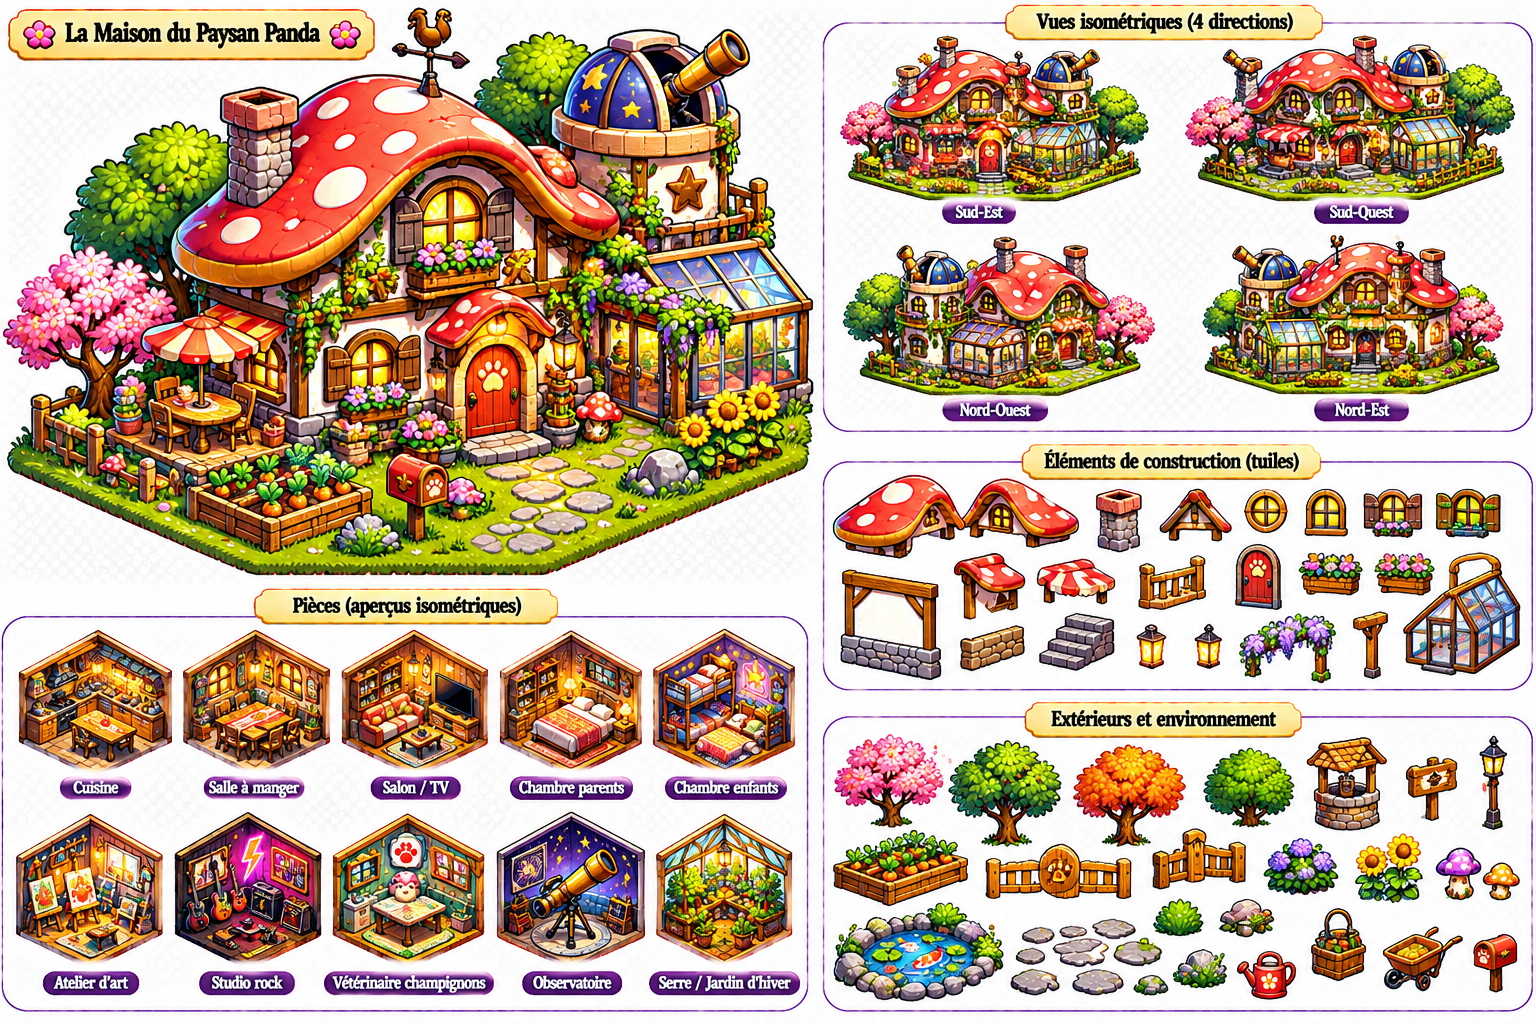 La Maison du Paysan Panda
Vues isométriques (4 directions)
Sud-Est
Sud-Quest
Nord-Ouest
Nord-Est
Éléments de construction (tuiles)
Pièces (aperçus isométriques)
Cuisine
Salle à manger
Salon / TV
Chambre parents
Chambre enfants
Atelier d'art
Studio rock
Vétérinaire champignons
Observatoire
Serre / Jardin d'hiver
Extérieurs et environnement